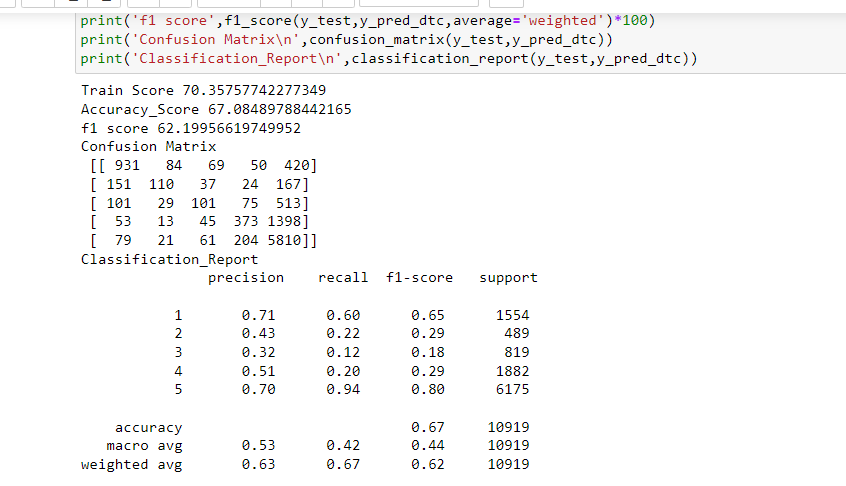 print('f1 score',f1_score(y_test,y_pred_dtc,average='weighted')*100)
print('Confusion Matrix\n',confusion_matrix(y_test,y_pred_dtc))
print('Classification_Report\n',classification_report(y_test,y_pred_dtc))
Train Score 70.35757742277349
Accuracy_Score 67.08489788442165
f1 score 62.19956619749952
Confusion Matrix
[[ 931 84 69 50 420]
[ 151 110 37 24 167]
[ 101 29 101 75 513]
[ 53 13 45 373 1398]
[ 79 21 61 204 5810]]
Classification_Report
precision recall f1-score support
1 0.71 0.60 0.65 1554
2 0.43 0.22 0.29 489
3 0.32 0.12 0.18 819
4 0.51 0.20 0.29 1882
5 0.70 0.94 0.80 6175
accuracy 0.67 10919
macro avg 0.53 0.42 0.44 10919
weighted avg 0.63 0.67 0.62 10919